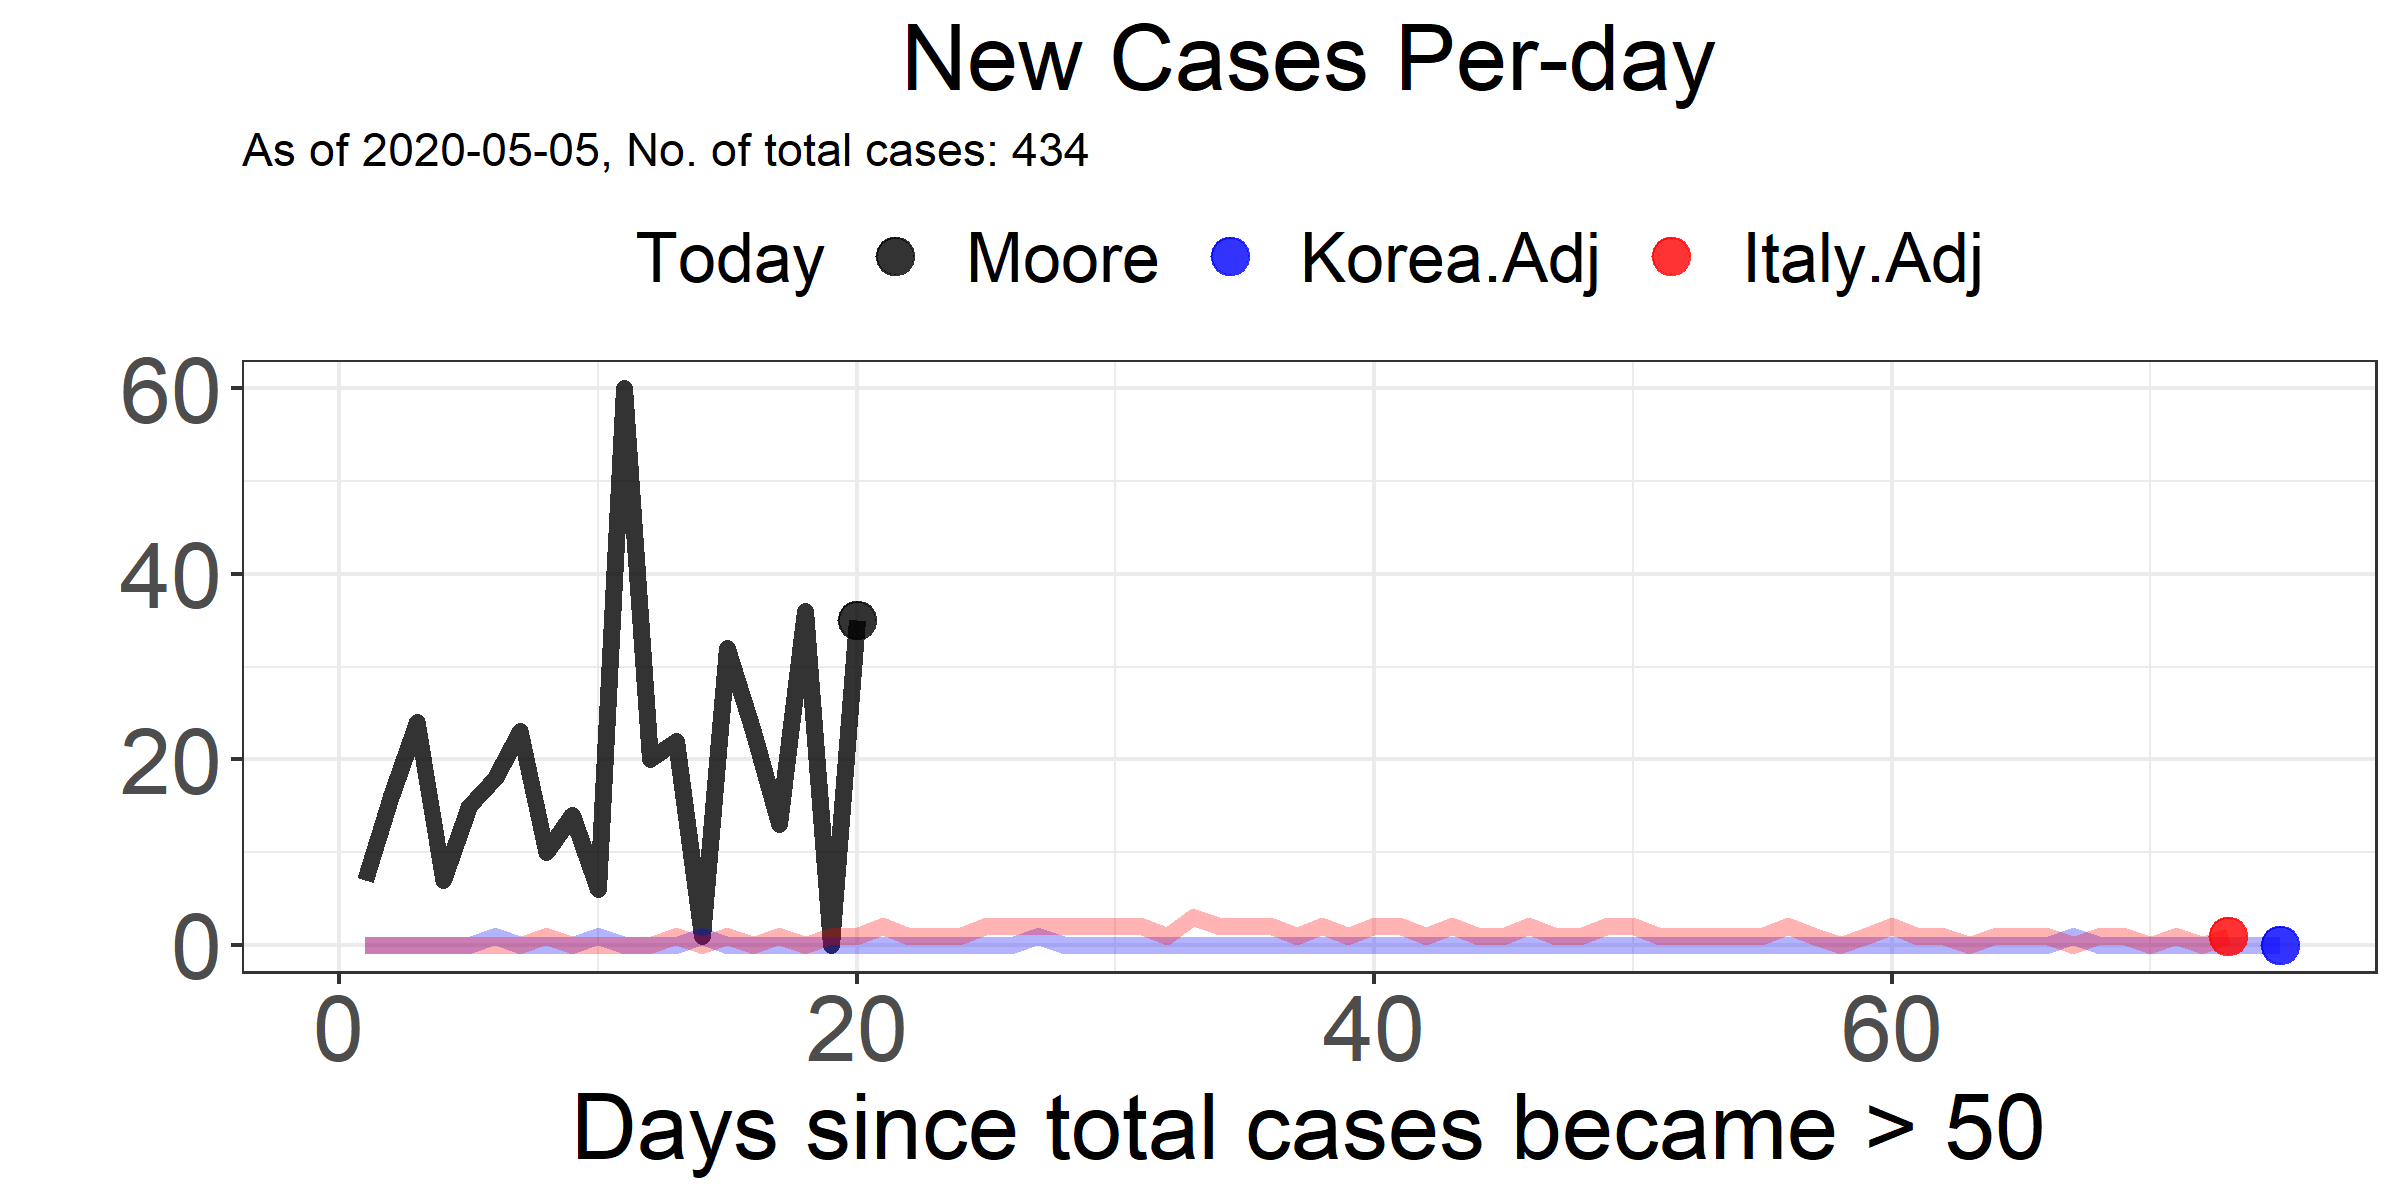 New Cases Per-day
As of 2020-05-05, No. of total cases: 434
Today Moore Korea.Adj Italy.Adj
60
40
20
0
0 20 40 60
Days since total cases became > 50